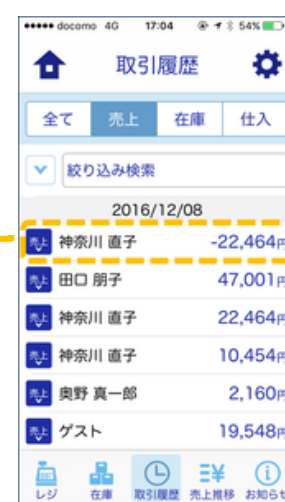 docomo 4G 17:04 54%
取引履歴
全て 売上 在庫 仕入
絞り込み検索
2016/12/08
売上 神奈川 直子 -22,464円
売上 田口 朋子 47,001円
売上 神奈川 直子 22,464円
売上 神奈川 直子 10,454円
売上 奥野 真一郎 2,160円
売上 ゲスト 19,548円
レジ 在庫 取引履歴 売上推移 お知らせ